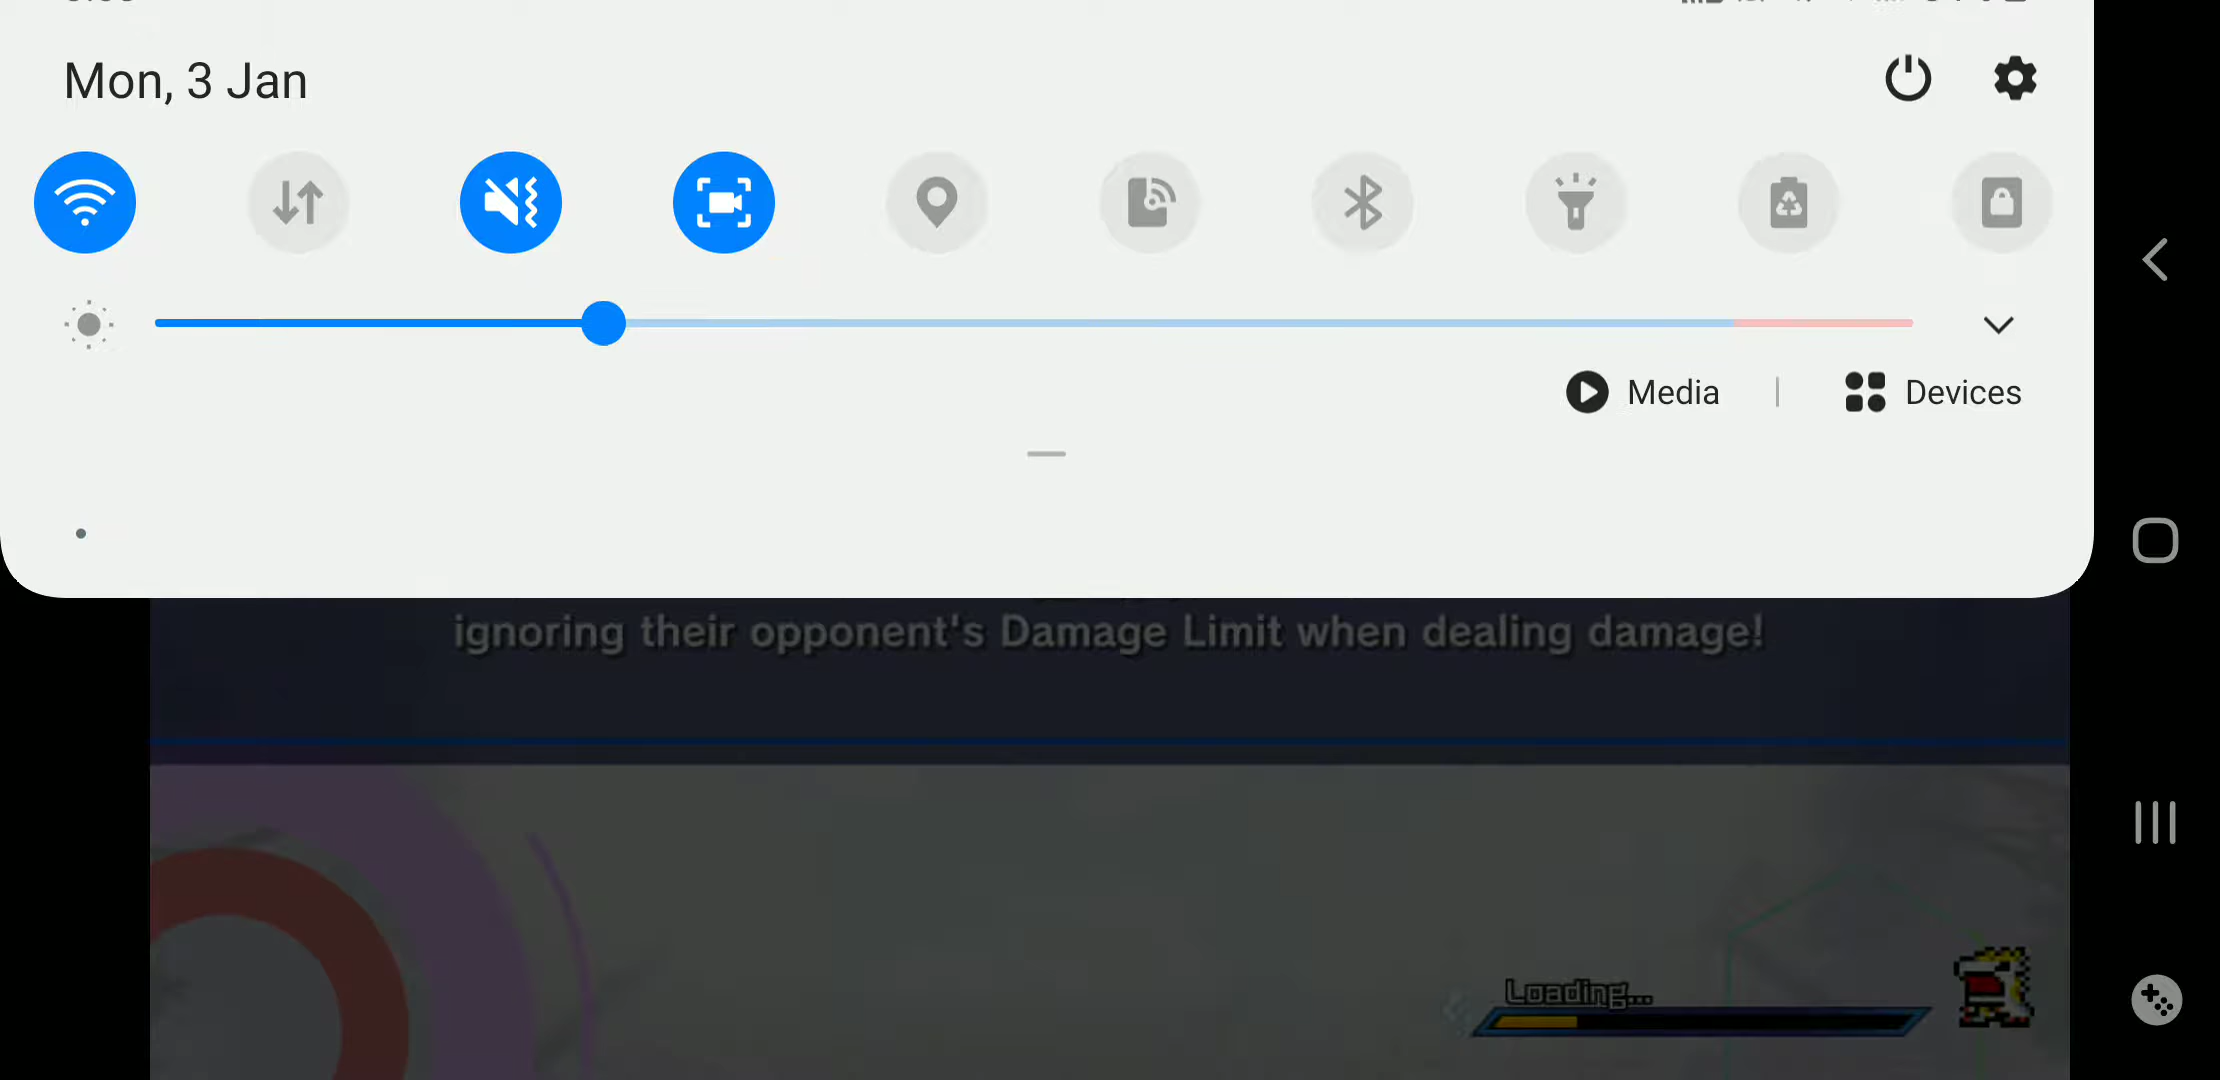 Mon, 3 Jan
Media | Devices
ignoring their opponent's Damage Limit when dealing damage!
Loading...